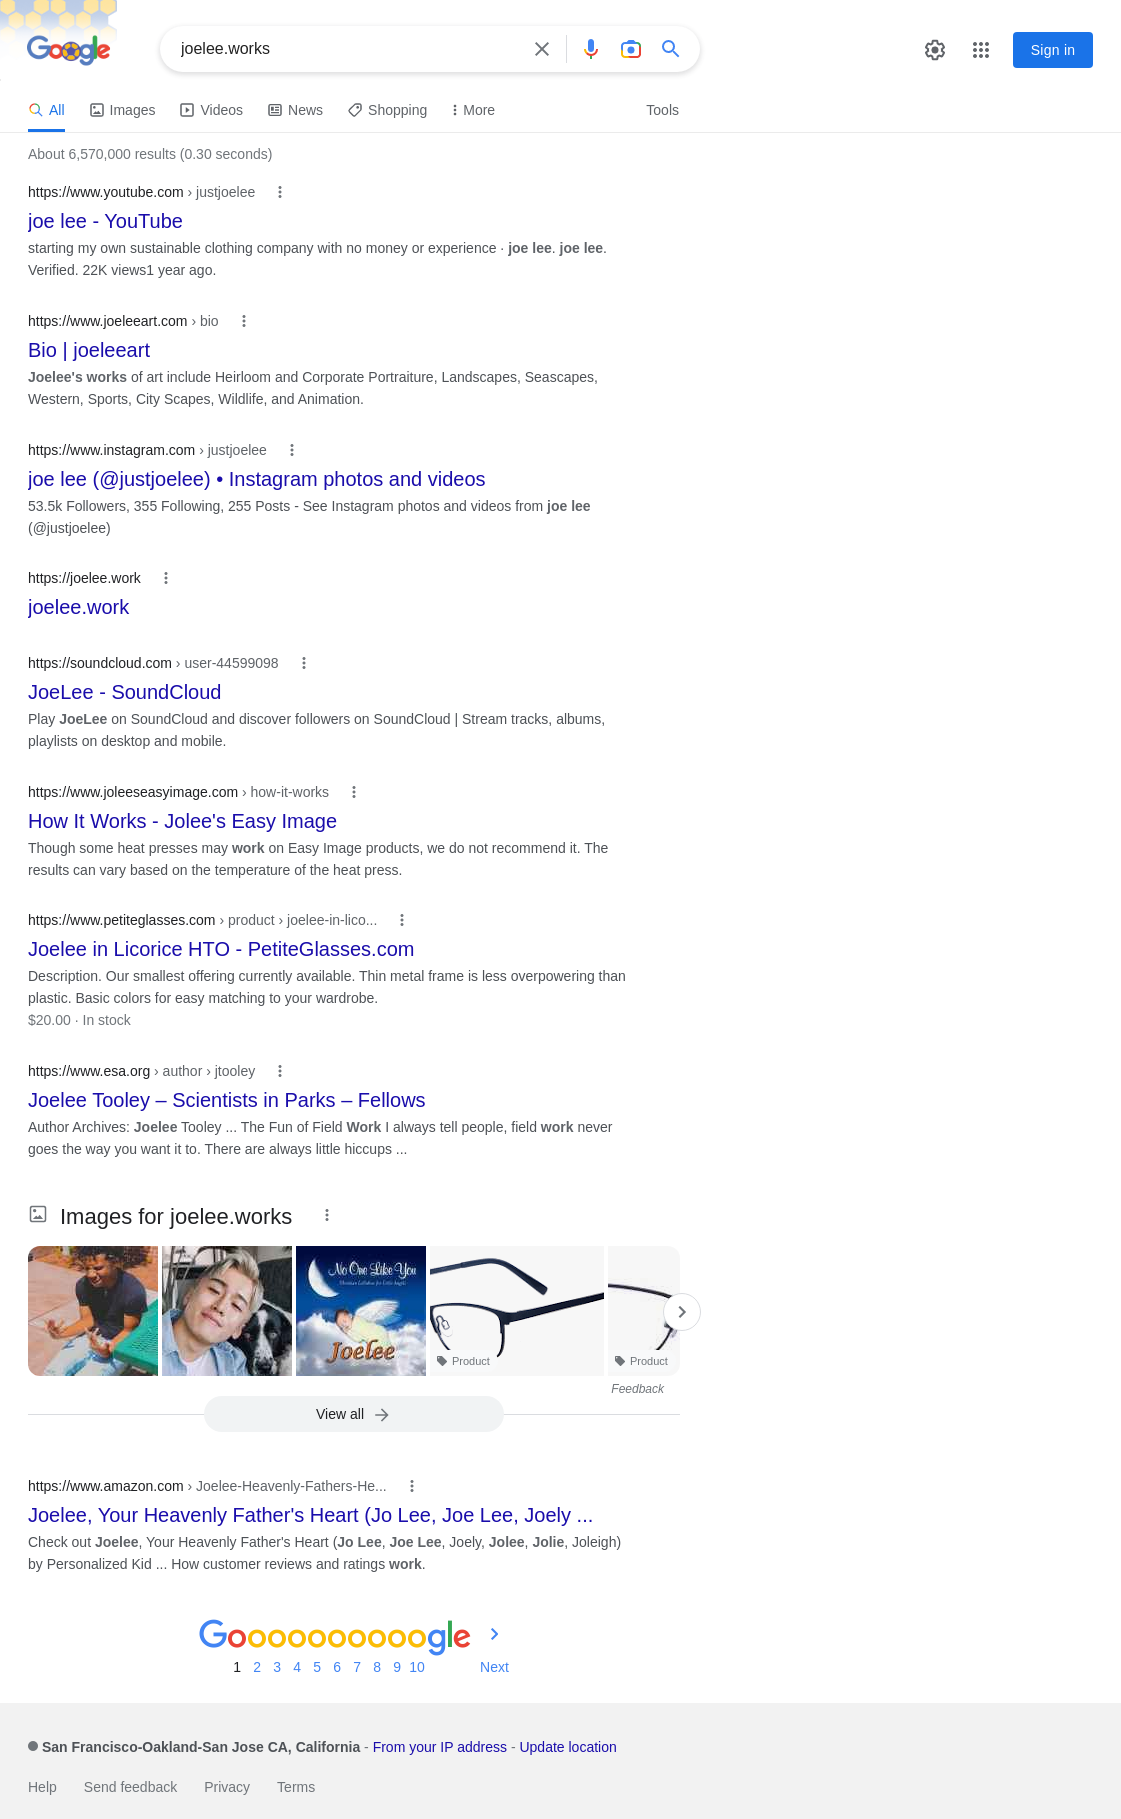 Google
joelee.works
Sign in
All
Images
Videos
News
Shopping
More
Tools
About 6,570,000 results (0.30 seconds)
https://www.youtube.com › justjoelee
joe lee - YouTube
starting my own sustainable clothing company with no money or experience · joe lee. joe lee.
Verified. 22K views1 year ago.
https://www.joeleeart.com › bio
Bio | joeleeart
Joelee's works of art include Heirloom and Corporate Portraiture, Landscapes, Seascapes,
Western, Sports, City Scapes, Wildlife, and Animation.
https://www.instagram.com › justjoelee
joe lee (@justjoelee) • Instagram photos and videos
53.5k Followers, 355 Following, 255 Posts - See Instagram photos and videos from joe lee
(@justjoelee)
https://joelee.work
joelee.work
https://soundcloud.com › user-44599098
JoeLee - SoundCloud
Play JoeLee on SoundCloud and discover followers on SoundCloud | Stream tracks, albums,
playlists on desktop and mobile.
https://www.joleeseasyimage.com › how-it-works
How It Works - Jolee's Easy Image
Though some heat presses may work on Easy Image products, we do not recommend it. The
results can vary based on the temperature of the heat press.
https://www.petiteglasses.com › product › joelee-in-lico...
Joelee in Licorice HTO - PetiteGlasses.com
Description. Our smallest offering currently available. Thin metal frame is less overpowering than
plastic. Basic colors for easy matching to your wardrobe.
$20.00 · In stock
https://www.esa.org › author › jtooley
Joelee Tooley – Scientists in Parks – Fellows
Author Archives: Joelee Tooley ... The Fun of Field Work I always tell people, field work never
goes the way you want it to. There are always little hiccups ...
Images for joelee.works
No One Like You
Joelee
Product
Product
Feedback
View all
https://www.amazon.com › Joelee-Heavenly-Fathers-He...
Joelee, Your Heavenly Father's Heart (Jo Lee, Joe Lee, Joely ...
Check out Joelee, Your Heavenly Father's Heart (Jo Lee, Joe Lee, Joely, Jolee, Jolie, Joleigh)
by Personalized Kid ... How customer reviews and ratings work.
Goooooooooogle
1 2 3 4 5 6 7 8 9 10 Next
San Francisco-Oakland-San Jose CA, California - From your IP address - Update location
Help Send feedback Privacy Terms